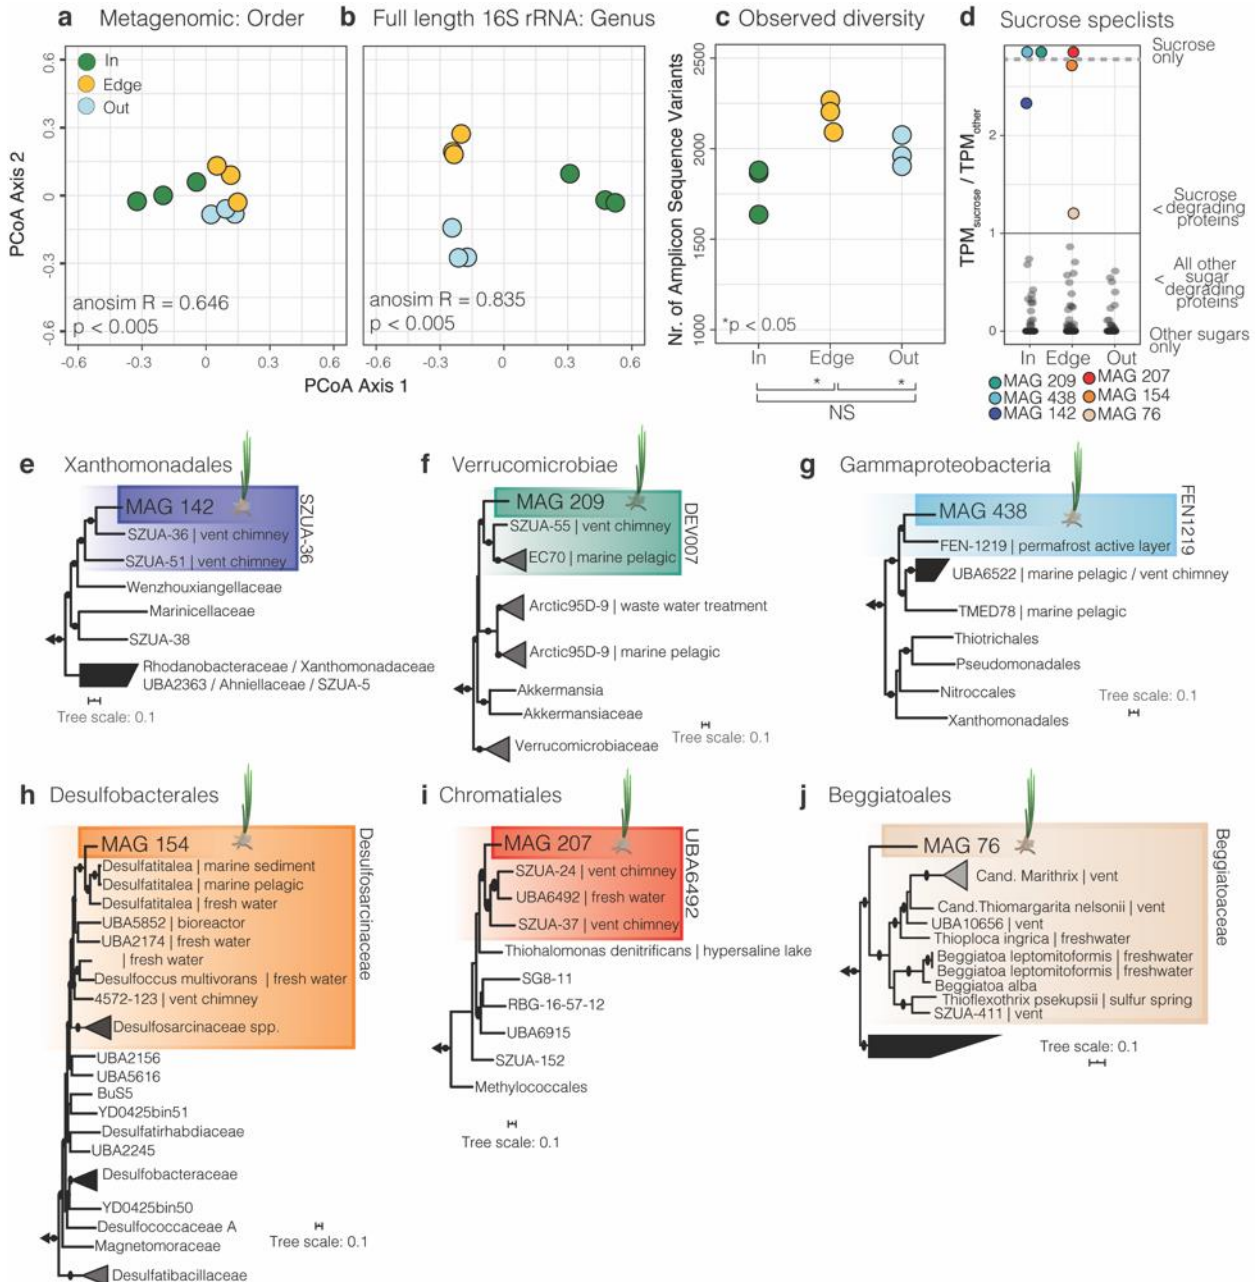 a Metagenomic: Order
b Full length 16S rRNA: Genus
c Observed diversity
d Sucrose speclists
In
Edge
Out
0.6
0.3
0
-0.3
-0.6
PCoA Axis 2
anosim R = 0.646
p < 0.005
-0.6
-0.3
0
0.3
0.6
anosim R = 0.835
p < 0.005
-0.3
0
0.3
0.6
PCoA Axis 1
Nr. of Amplicon Sequence Variants
2500
2000
1500
1000
*p < 0.05
In Edge Out
* *
NS
TPMsucrose / TPMother
2
1
0
Sucrose
only
Sucrose
< degrading
proteins
All other
< sugar
degrading
proteins
Other sugars
only
In Edge Out
MAG 209
MAG 438
MAG 142
MAG 207
MAG 154
MAG 76
e Xanthomonadales
MAG 142
SZUA-36 | vent chimney
SZUA-51 | vent chimney
SZUA-36
Wenzhouxiangellaceae
Marinicellaceae
SZUA-38
Rhodanobacteraceae / Xanthomonadaceae
UBA2363 / Ahniellaceae / SZUA-5
Tree scale: 0.1
f Verrucomicrobiae
MAG 209
SZUA-55 | vent chimney
EC70 | marine pelagic
DEV007
Arctic95D-9 | waste water treatment
Arctic95D-9 | marine pelagic
Akkermansia
Akkermansiaceae
Verrucomicrobiaceae
Tree scale: 0.1
g Gammaproteobacteria
MAG 438
FEN-1219 | permafrost active layer
FEN1219
UBA6522 | marine pelagic / vent chimney
TMED78 | marine pelagic
Thiotrichales
Pseudomonadales
Nitroccales
Xanthomonadales
Tree scale: 0.1
h Desulfobacterales
MAG 154
Desulfatitalea | marine sediment
Desulfatitalea | marine pelagic
Desulfatitalea | fresh water
UBA5852 | bioreactor
UBA2174 | fresh water
| fresh water
Desulfoccus multivorans | fresh water
4572-123 | vent chimney
Desulfosarcinaceae spp.
Desulfosarcinaceae
UBA2156
UBA5616
BuS5
YD0425bin51
Desulfatirhabdiaceae
UBA2245
Desulfobacteraceae
YD0425bin50
Desulfococcaceae A
Magnetomoraceae
Desulfatibacillaceae
Tree scale: 0.1
i Chromatiales
MAG 207
SZUA-24 | vent chimney
UBA6492 | fresh water
SZUA-37 | vent chimney
UBA6492
Thiohalomonas denitrificans | hypersaline lake
SG8-11
RBG-16-57-12
UBA6915
SZUA-152
Methylococcales
Tree scale: 0.1
j Beggiatoales
MAG 76
Cand. Marithrix | vent
Cand.Thiomargarita nelsonii | vent
UBA10656 | vent
Thioploca ingrica | freshwater
Beggiatoa leptomitoformis | freshwater
Beggiatoa leptomitoformis | freshwater
Beggiatoa alba
Thioflexothrix psekupsii | sulfur spring
SZUA-411 | vent
Beggiatoaceae
Tree scale: 0.1